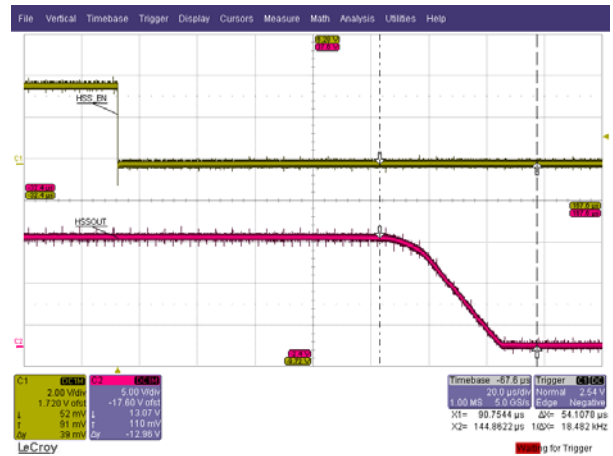 File Vertical Timebase Trigger Display Cursors Measure Math Analysis Utilities Help
HSS_EN
C1
HSSOUT
C2
C1 DC1M
2.00 V/div
1.720 V ofst
↓ 52 mV
↑ 91 mV
Δy 39 mV
C2 DC1M
5.00 V/div
-17.60 V ofst
↓ 13.07 V
↑ 110 mV
Δy -12.96 V
Timebase -67.6 µs
20.0 µs/div
1.00 MS 5.0 GS/s
Trigger C1 DC
Normal 2.54 V
Edge Negative
X1= 90.7544 µs ΔX= 54.1078 µs
X2= 144.8622 µs 1/ΔX= 18.482 kHz
LeCroy
Waiting for Trigger